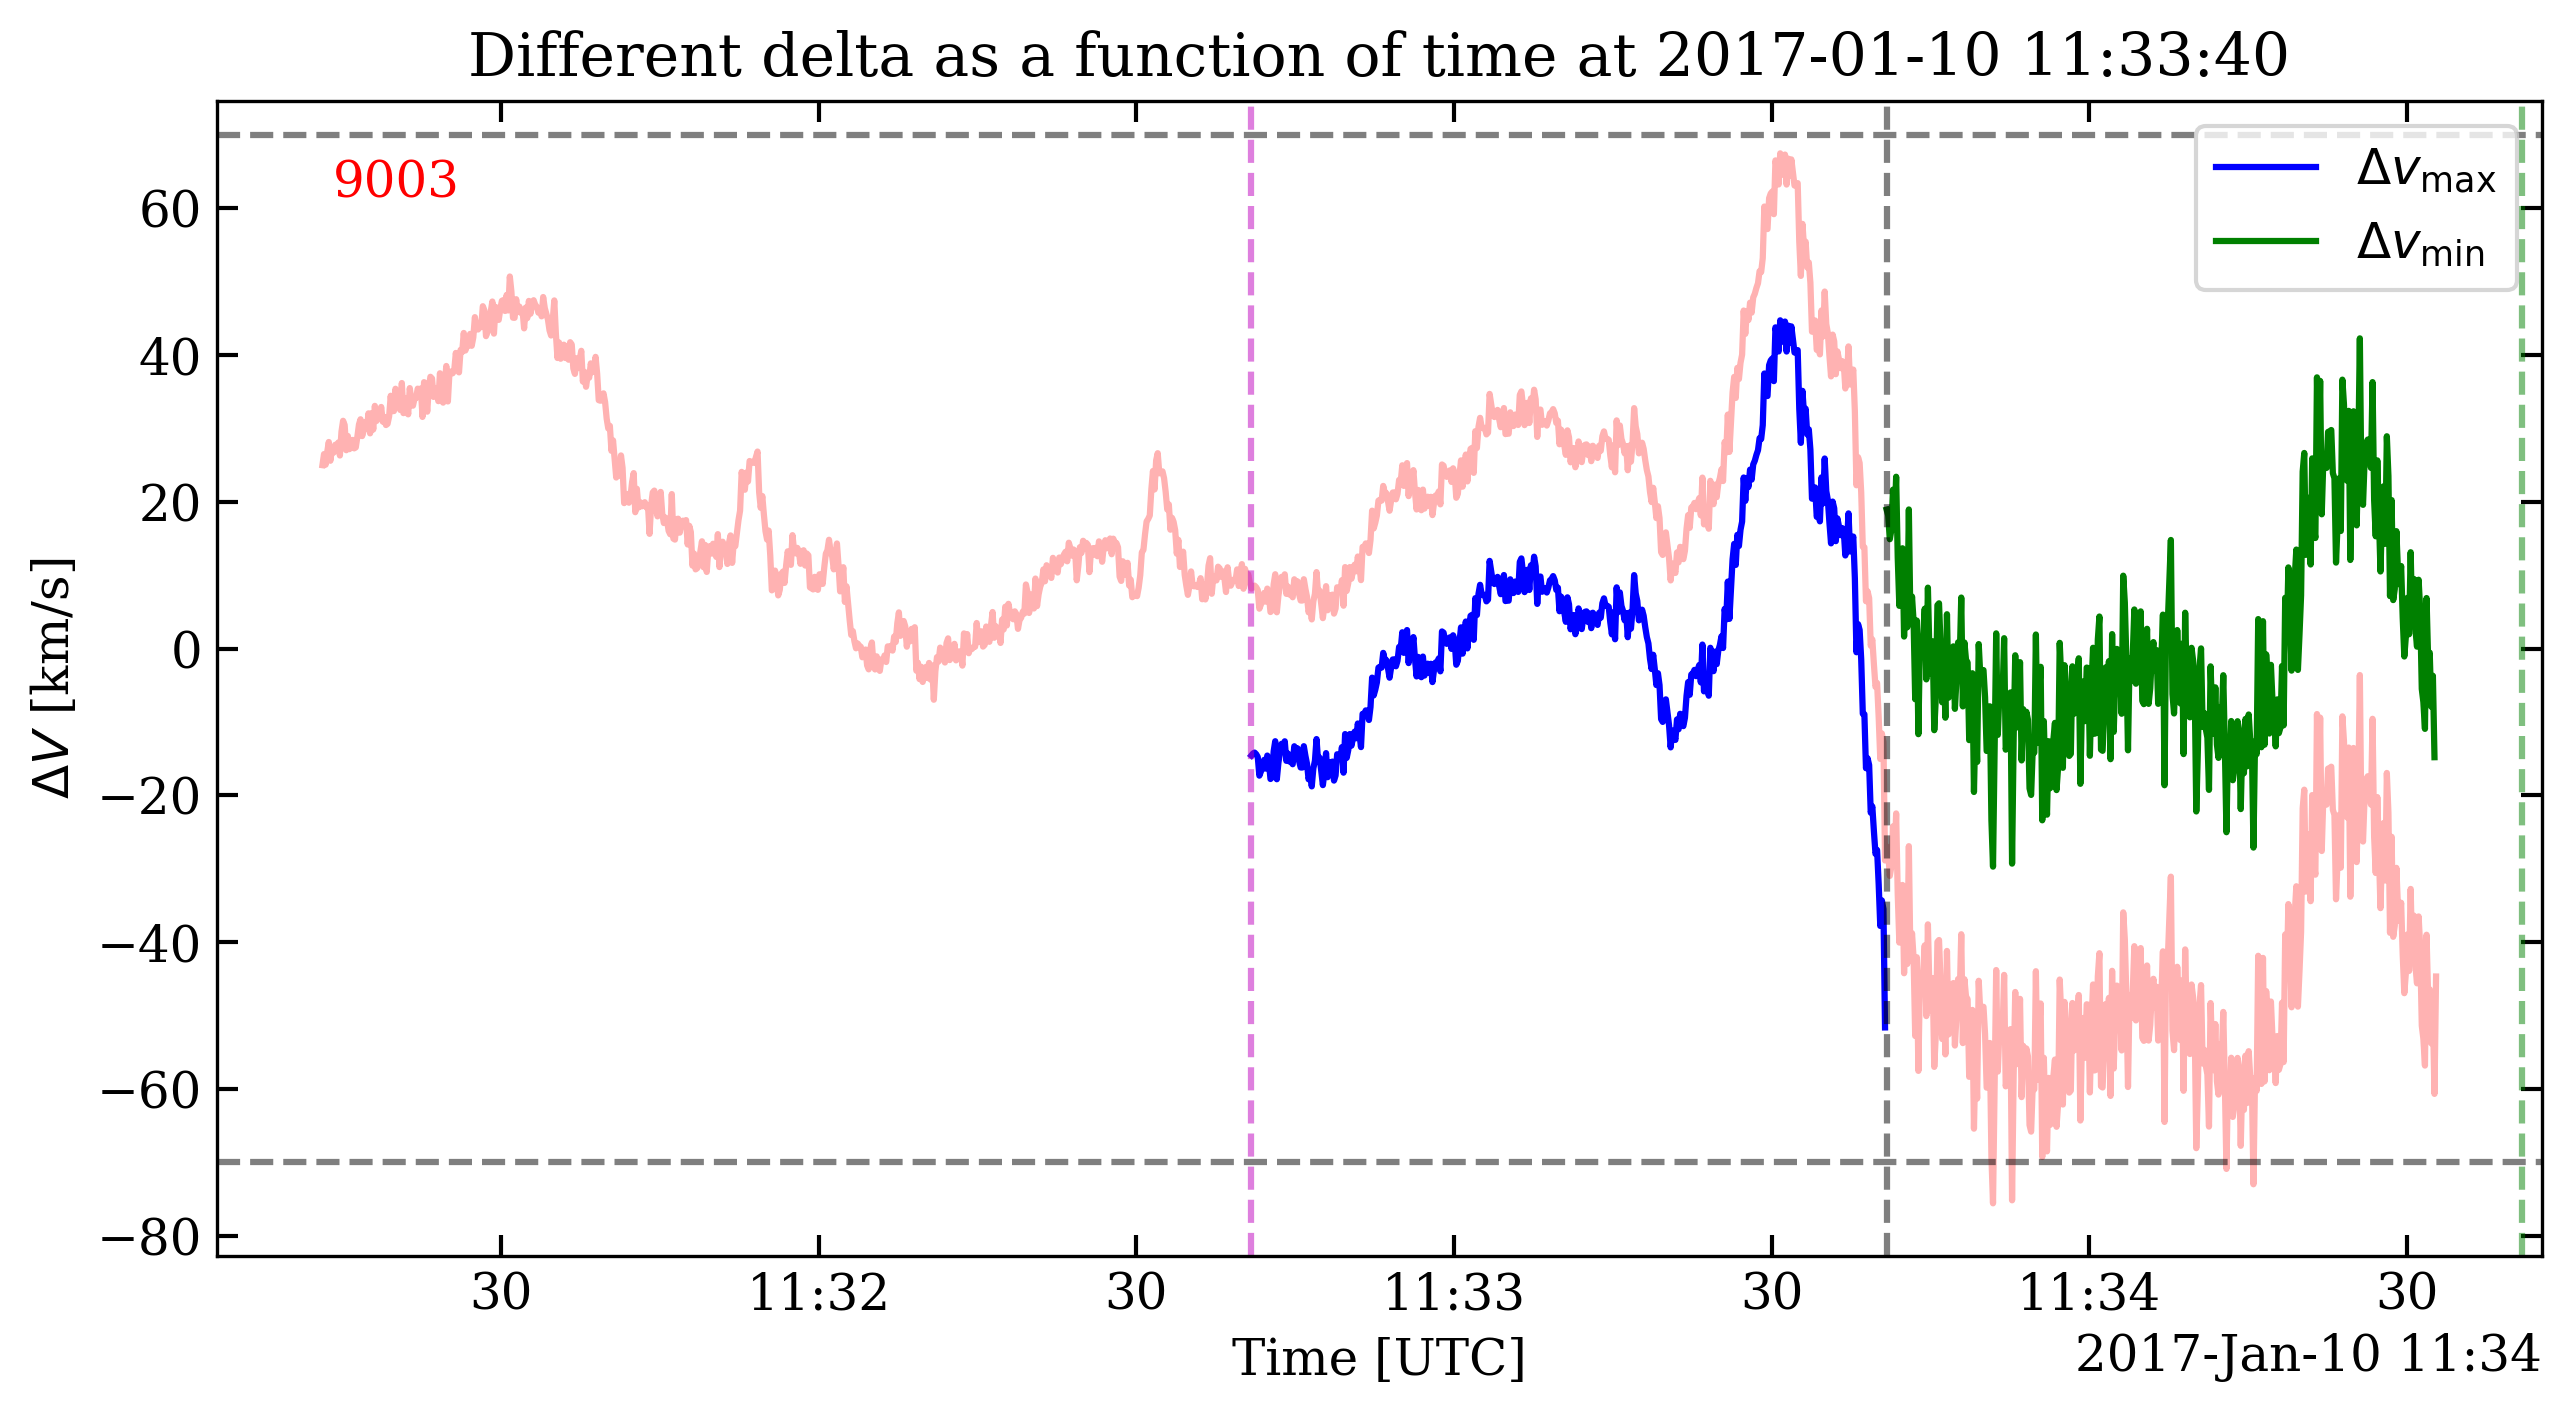 Different delta as a function of time at 2017-01-10 11:33:40
9003
Δv_max
Δv_min
60
40
20
0
−20
−40
−60
−80
ΔV [km/s]
30 11:32 30 11:33 30 11:34 30
Time [UTC]
2017-Jan-10 11:34